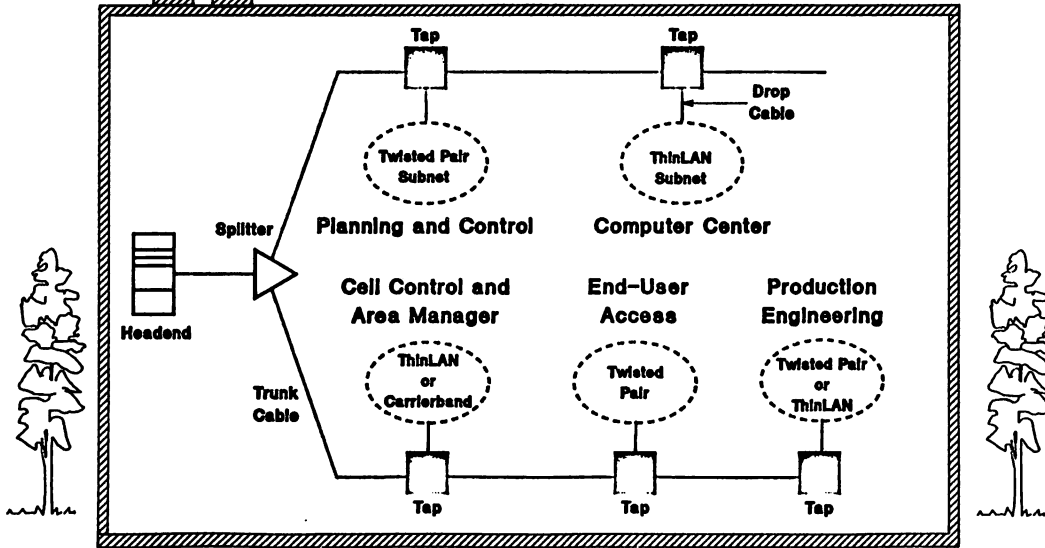 Tap
Tap
Drop
Cable
Twisted Pair
Subnet
ThinLAN
Subnet
Splitter
Planning and Control
Computer Center
Headend
Cell Control and
Area Manager
End-User
Access
Production
Engineering
Trunk
Cable
ThinLAN
or
Carrierband
Twisted
Pair
Twisted Pair
or
ThinLAN
Tap
Tap
Tap